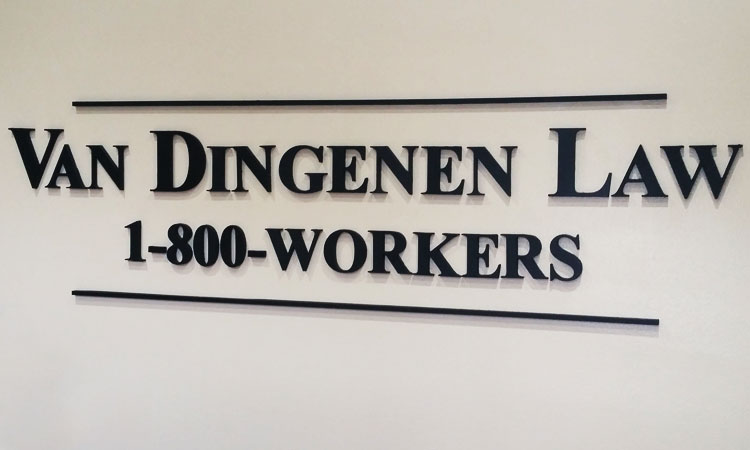 VAN DINGENEN LAW
1-800-WORKERS